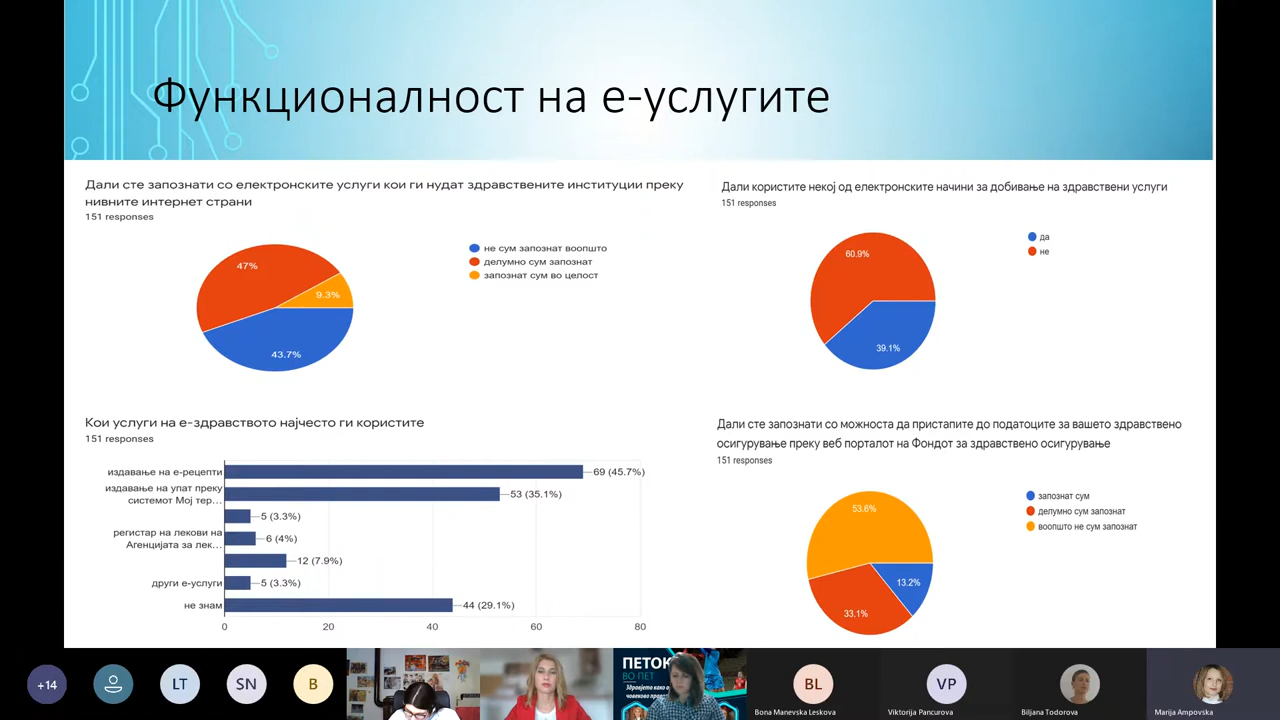 Функционалност на е-услугите
Дали сте запознати со електронските услуги кои ги нудат здравствените институции преку
нивните интернет страни
151 responses
47%
9.3%
43.7%
не сум запознат воопшто
делумно сум запознат
запознат сум во целост
Дали користите некој од електронските начини за добивање на здравствени услуги
151 responses
60.9%
39.1%
да
не
Кои услуги на е-здравството најчесто ги користите
151 responses
издавање на е-рецепти
69 (45.7%)
издавање на упат преку
системот Мој тер...
53 (35.1%)
5 (3.3%)
регистар на лекови на
Агенцијата за лек...
6 (4%)
12 (7.9%)
други е-услуги
5 (3.3%)
не знам
44 (29.1%)
0 20 40 60 80
Дали сте запознати со можноста да пристапите до податоците за вашето здравствено
осигурување преку веб порталот на Фондот за здравствено осигурување
151 responses
53.6%
13.2%
33.1%
запознат сум
делумно сум запознат
воопшто не сум запознат
+14
LT
SN
B
ПЕТОК
ВО ПЕТ
BL
Bona Manevska Leskova
VP
Viktorija Pancurova
Biljana Todorova
Marija Ampovska